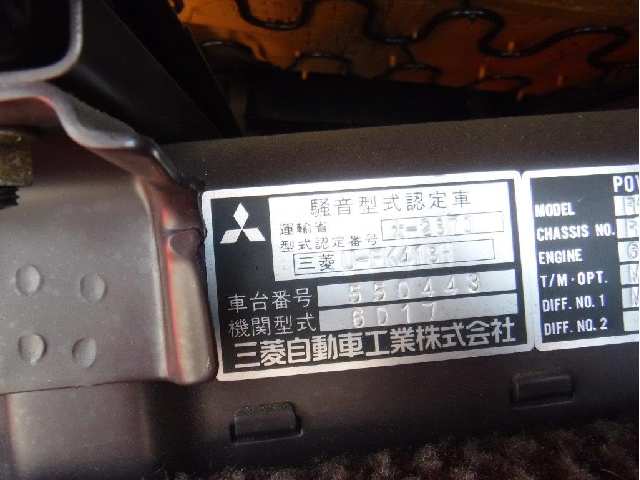 騒音型式認定車
運輸省
型式認定番号
三菱
車台番号 550443
機関型式 6D17
三菱自動車工業株式会社
MODEL
CHASSIS NO.
ENGINE
T/M·OPT.
DIFF. NO. 1
DIFF. NO. 2